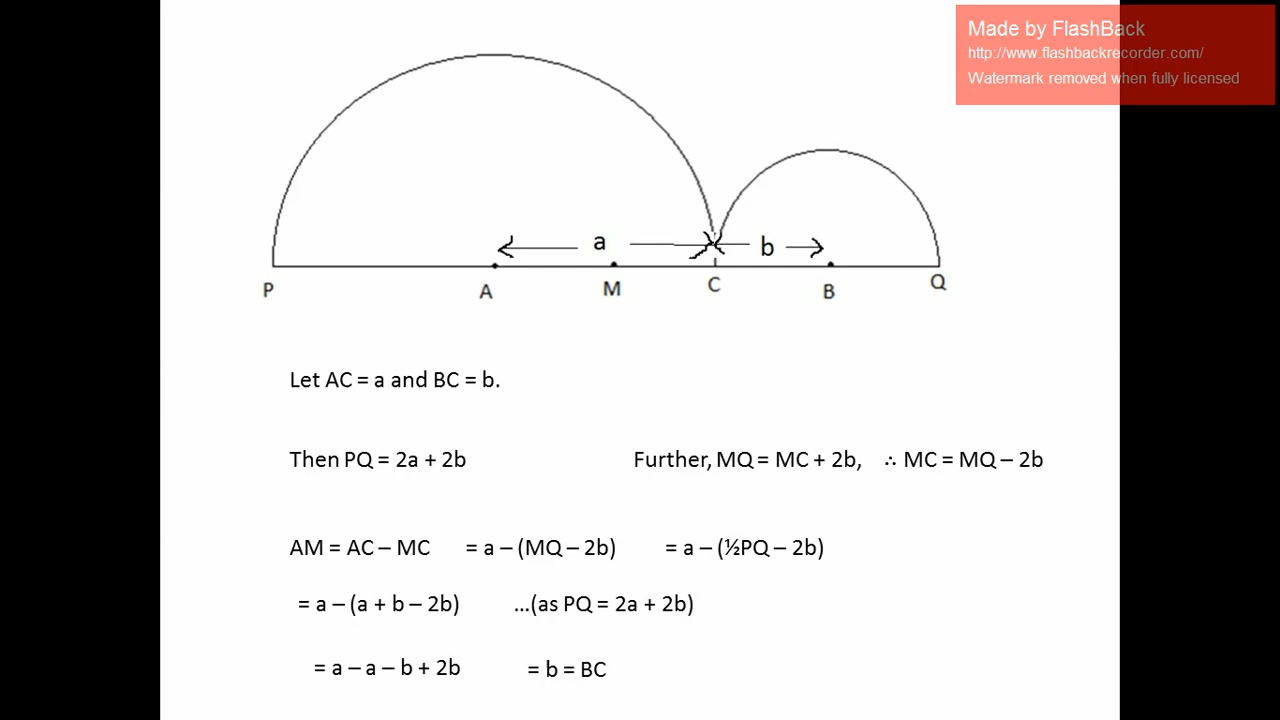 Made by FlashBack
http://www.flashbackrecorder.com/
Watermark removed when fully licensed
a b
P A M C B Q
Let AC = a and BC = b.
Then PQ = 2a + 2b Further, MQ = MC + 2b, ∴ MC = MQ – 2b
AM = AC – MC = a – (MQ – 2b) = a – (½PQ – 2b)
= a – (a + b – 2b) ...(as PQ = 2a + 2b)
= a – a – b + 2b = b = BC